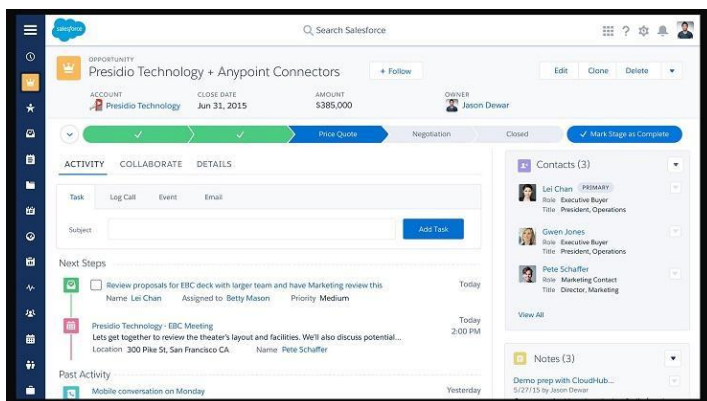 salesforce
Search Salesforce
OPPORTUNITY
Presidio Technology + Anypoint Connectors
+ Follow
Edit Clone Delete
ACCOUNT CLOSE DATE AMOUNT OWNER
Presidio Technology Jun 31, 2015 $385,000 Jason Dewar
Price Quote Negotiation Closed Mark Stage as Complete
ACTIVITY COLLABORATE DETAILS
Task Log Call Event Email
Subject Add Task
Next Steps
Review proposals for EBC deck with larger team and have Marketing review this Today
Name Lei Chan Assigned to Betty Mason Priority Medium
Presidio Technology - EBC Meeting Today
Lets get together to review the theater's layout and facilities. We'll also discuss potential... 2:00 PM
Location 300 Pike St, San Francisco CA Name Pete Schaffer
Past Activity
Mobile conversation on Monday Yesterday
Contacts (3)
Lei Chan PRIMARY
Role Executive Buyer
Title President, Operations
Gwen Jones
Role Executive Buyer
Title President, Operations
Pete Schaffer
Role Marketing Contact
Title Director, Marketing
View All
Notes (3)
Demo prep with CloudHub...
5/27/15 by Jason Dewar